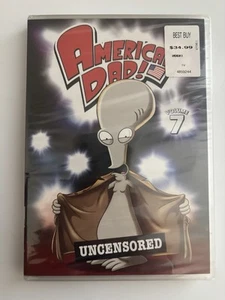 AMERICAN
DAD!
BEST BUY
$34.99
VOLUME
7
UNCENSORED